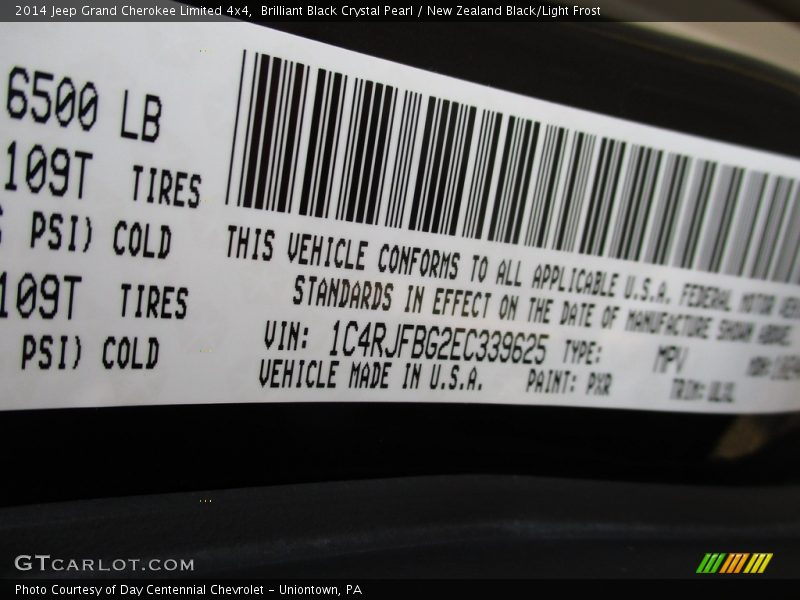 2014 Jeep Grand Cherokee Limited 4x4, Brilliant Black Crystal Pearl / New Zealand Black/Light Frost
6500 LB
109T TIRES
PSI) COLD
109T TIRES
PSI) COLD
THIS VEHICLE CONFORMS TO ALL APPLICABLE U.S.A. FEDERAL MOTOR
STANDARDS IN EFFECT ON THE DATE OF MANUFACTURE SHOWN ABOVE.
VIN: 1C4RJFBG2EC339625 TYPE: MPV
VEHICLE MADE IN U.S.A. PAINT: PXR TRIM:
GTCARLOT.COM
Photo Courtesy of Day Centennial Chevrolet - Uniontown, PA